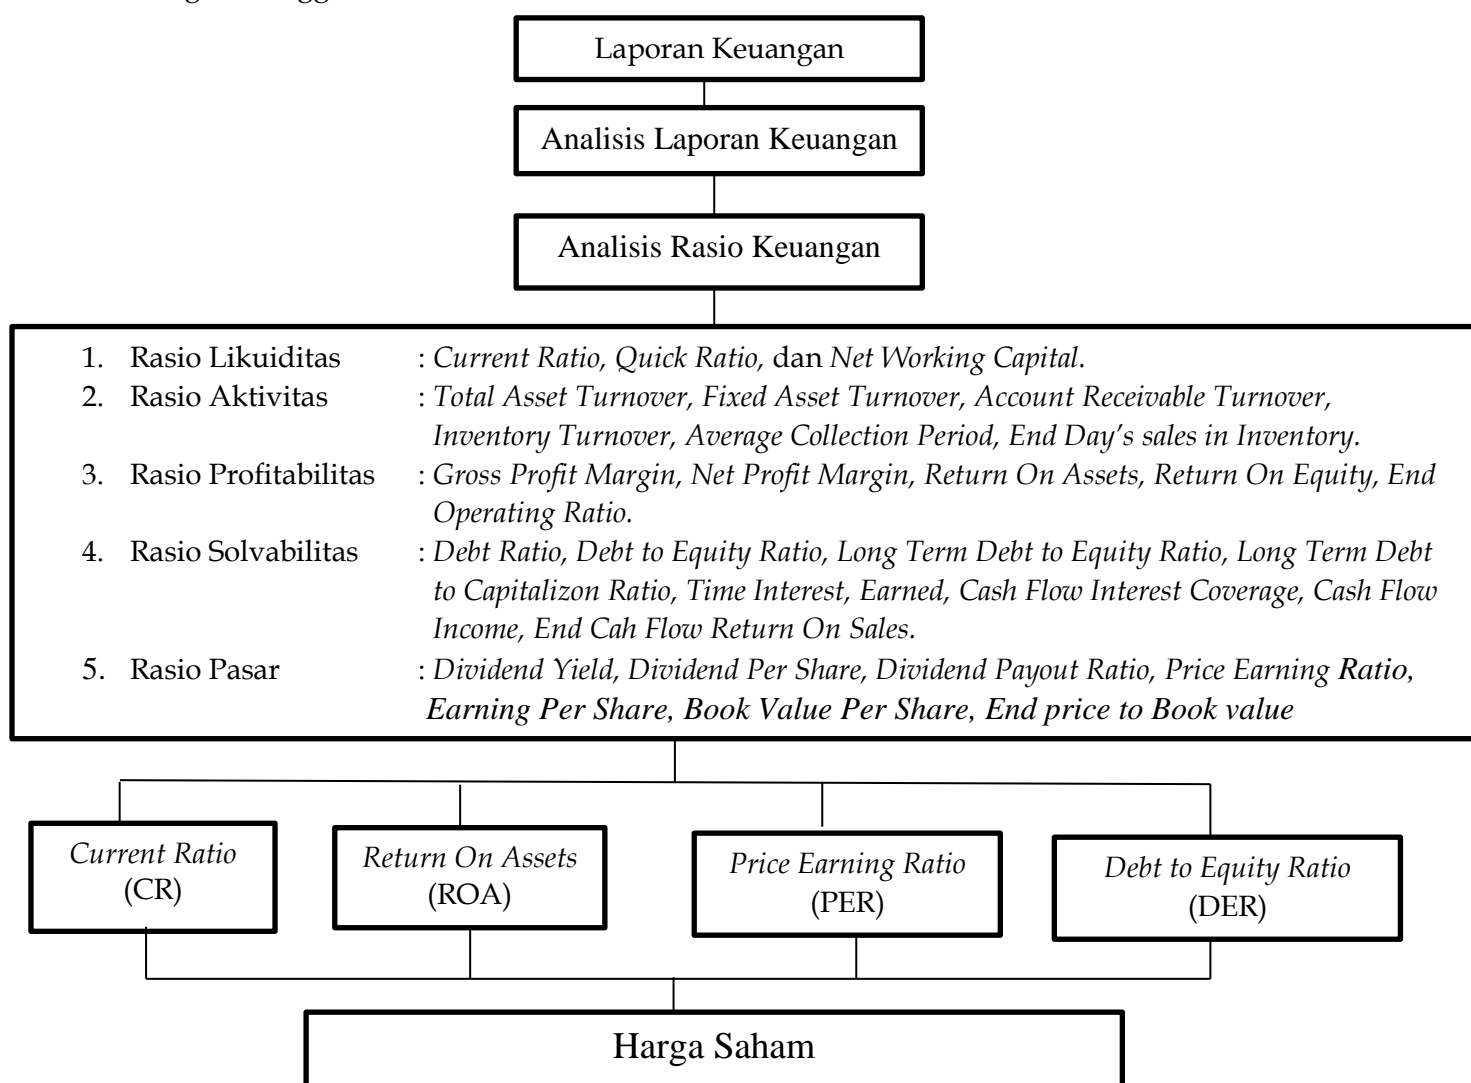 Laporan Keuangan
Analisis Laporan Keuangan
Analisis Rasio Keuangan
1. Rasio Likuiditas : Current Ratio, Quick Ratio, dan Net Working Capital.
2. Rasio Aktivitas : Total Asset Turnover, Fixed Asset Turnover, Account Receivable Turnover,
Inventory Turnover, Average Collection Period, End Day's sales in Inventory.
3. Rasio Profitabilitas : Gross Profit Margin, Net Profit Margin, Return On Assets, Return On Equity, End
Operating Ratio.
4. Rasio Solvabilitas : Debt Ratio, Debt to Equity Ratio, Long Term Debt to Equity Ratio, Long Term Debt
to Capitalizon Ratio, Time Interest, Earned, Cash Flow Interest Coverage, Cash Flow
Income, End Cah Flow Return On Sales.
5. Rasio Pasar : Dividend Yield, Dividend Per Share, Dividend Payout Ratio, Price Earning Ratio,
Earning Per Share, Book Value Per Share, End price to Book value
Current Ratio
(CR)
Return On Assets
(ROA)
Price Earning Ratio
(PER)
Debt to Equity Ratio
(DER)
Harga Saham